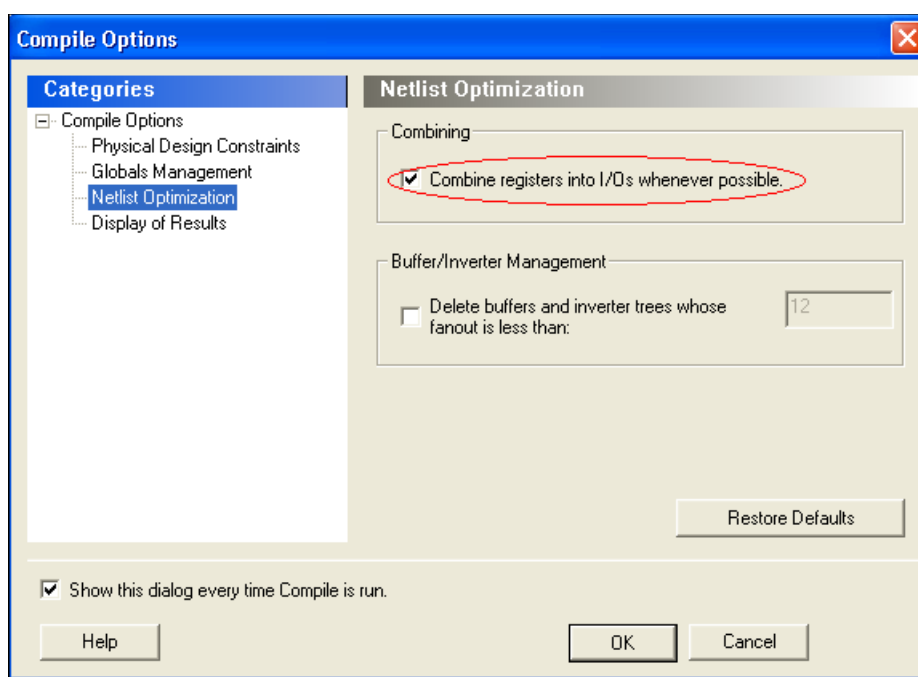 Compile Options
Categories
Compile Options
Physical Design Constraints
Globals Management
Netlist Optimization
Display of Results
Netlist Optimization
Combining
Combine registers into I/Os whenever possible.
Buffer/Inverter Management
Delete buffers and inverter trees whose
fanout is less than:
12
Restore Defaults
Show this dialog every time Compile is run.
Help
OK
Cancel